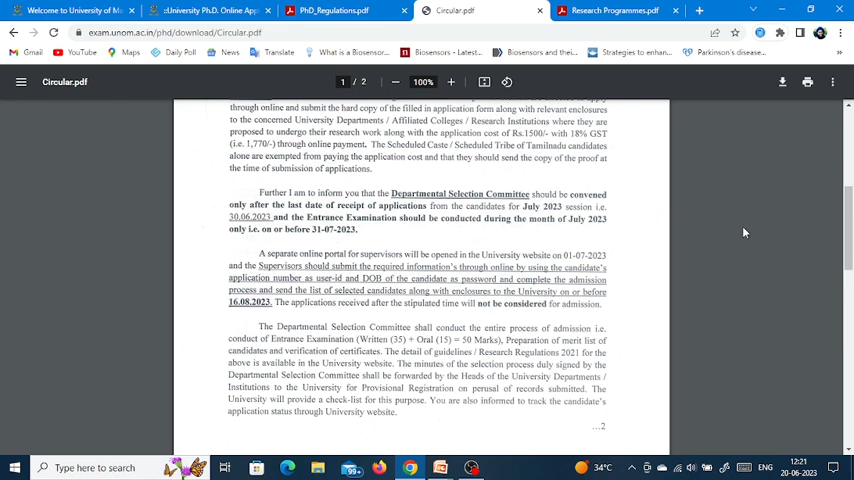 Welcome to University of Ma
::University Ph.D. Online Appl
PhD_Regulations.pdf
Circular.pdf
Research Programmes.pdf
exam.unom.ac.in/phd/download/Circular.pdf
Gmail
YouTube
Maps
Daily Poll
News
Translate
What is a Biosensor...
Biosensors - Latest...
Biosensors and thei...
Strategies to enhan...
Parkinson's disease...
Circular.pdf
1 / 2
100%
through online and submit the hard copy of the filled in application form along with relevant enclosures
to the concerned University Departments / Affiliated Colleges / Research Institutions where they are
proposed to undergo their research work along with the application cost of Rs.1500/- with 18% GST
(i.e. 1,770/-) through online payment. The Scheduled Caste / Scheduled Tribe of Tamilnadu candidates
alone are exempted from paying the application cost and that they should send the copy of the proof at
the time of submission of applications.
Further I am to inform you that the Departmental Selection Committee should be convened
only after the last date of receipt of applications from the candidates for July 2023 session i.e.
30.06.2023 and the Entrance Examination should be conducted during the month of July 2023
only i.e. on or before 31-07-2023.
A separate online portal for supervisors will be opened in the University website on 01-07-2023
and the Supervisors should submit the required information's through online by using the candidate's
application number as user-id and DOB of the candidate as password and complete the admission
process and send the list of selected candidates along with enclosures to the University on or before
16.08.2023. The applications received after the stipulated time will not be considered for admission.
The Departmental Selection Committee shall conduct the entire process of admission i.e.
conduct of Entrance Examination (Written (35) + Oral (15) = 50 Marks), Preparation of merit list of
candidates and verification of certificates. The detail of guidelines / Research Regulations 2021 for the
above is available in the University website. The minutes of the selection process duly signed by the
Departmental Selection Committee shall be forwarded by the Heads of the University Departments /
Institutions to the University for Provisional Registration on perusal of records submitted. The
University will provide a check-list for this purpose. You are also informed to track the candidate's
application status through University website.
...2
Type here to search
99+
34°C
ENG
12:21
20-06-2023